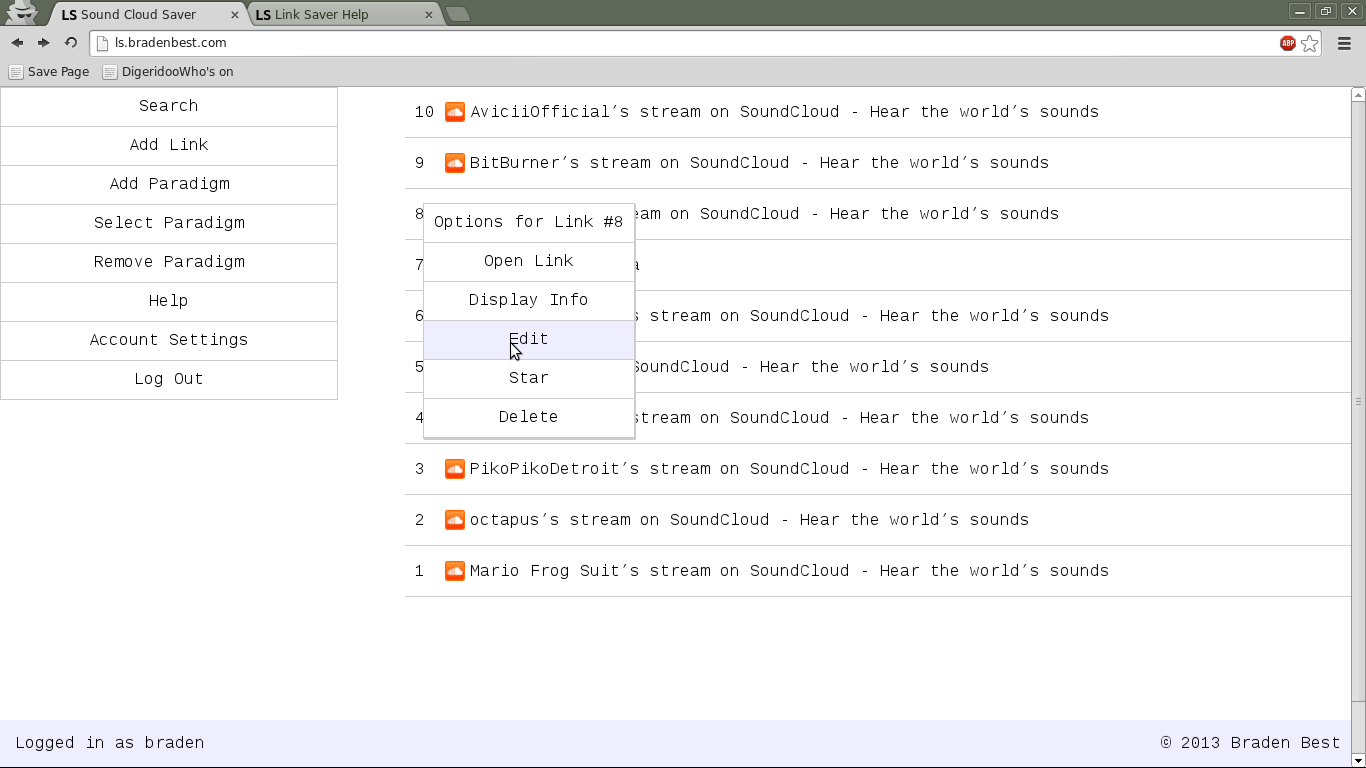 LS Sound Cloud Saver
LS Link Saver Help
ls.bradenbest.com
ABP
Save Page
DigeridooWho's on
Search
Add Link
Add Paradigm
Select Paradigm
Remove Paradigm
Help
Account Settings
Log Out
10 AviciiOfficial's stream on SoundCloud - Hear the world's sounds
9 BitBurner's stream on SoundCloud - Hear the world's sounds
8 on SoundCloud - Hear the world's sounds
7
6 stream on SoundCloud - Hear the world's sounds
5 SoundCloud - Hear the world's sounds
4 stream on SoundCloud - Hear the world's sounds
3 PikoPikoDetroit's stream on SoundCloud - Hear the world's sounds
2 octapus's stream on SoundCloud - Hear the world's sounds
1 Mario Frog Suit's stream on SoundCloud - Hear the world's sounds
Options for Link #8
Open Link
Display Info
Edit
Star
Delete
Logged in as braden
© 2013 Braden Best